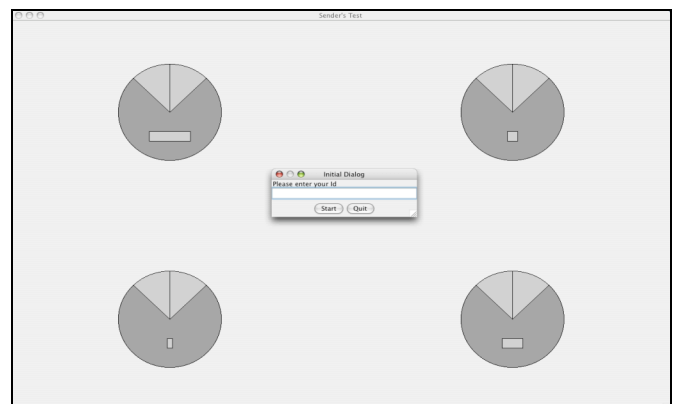 Sender's Test
Initial Dialog
Please enter your Id
Start Quit